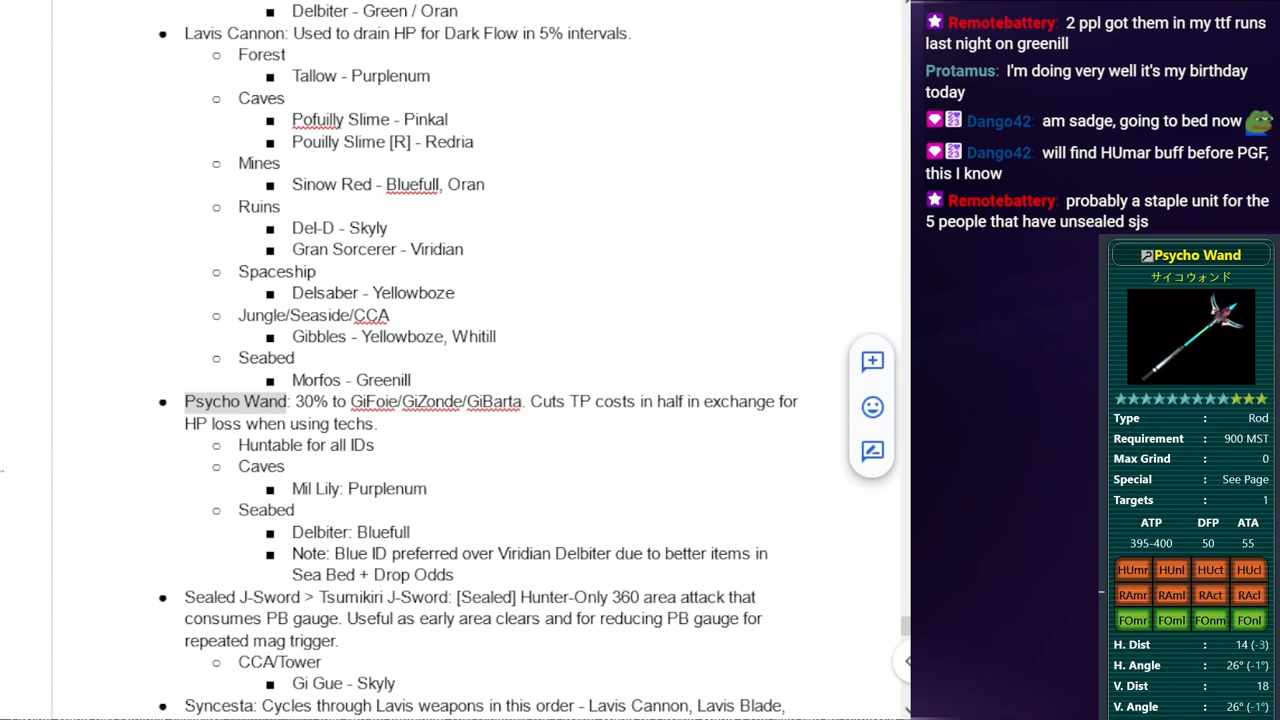 Delbiter - Green / Oran
Lavis Cannon: Used to drain HP for Dark Flow in 5% intervals.
Forest
Tallow - Purplenum
Caves
Pofuilly Slime - Pinkal
Pouilly Slime [R] - Redria
Mines
Sinow Red - Bluefull, Oran
Ruins
Del-D - Skyly
Gran Sorcerer - Viridian
Spaceship
Delsaber - Yellowboze
Jungle/Seaside/CCA
Gibbles - Yellowboze, Whitill
Seabed
Morfos - Greenill
Psycho Wand: 30% to GiFoie/GiZonde/GiBarta. Cuts TP costs in half in exchange for
HP loss when using techs.
Huntable for all IDs
Caves
Mil Lily: Purplenum
Seabed
Delbiter: Bluefull
Note: Blue ID preferred over Viridian Delbiter due to better items in
Sea Bed + Drop Odds
Sealed J-Sword > Tsumikiri J-Sword: [Sealed] Hunter-Only 360 area attack that
consumes PB gauge. Useful as early area clears and for reducing PB gauge for
repeated mag trigger.
CCA/Tower
Gi Gue - Skyly
Syncesta: Cycles through Lavis weapons in this order - Lavis Cannon, Lavis Blade,
Remotebattery: 2 ppl got them in my ttf runs
last night on greenill
Protamus: I'm doing very well it's my birthday
today
Dango42: am sadge, going to bed now
Dango42: will find HUmar buff before PGF,
this I know
Remotebattery: probably a staple unit for the
5 people that have unsealed sjs
Psycho Wand
サイコウォンド
Type : Rod
Requirement : 900 MST
Max Grind : 0
Special : See Page
Targets : 1
ATP DFP ATA
395-400 50 55
HUmr HUnl HUct HUcl
RAmr RAml RAct RAcl
FOmr FOml FOnm FOnl
H. Dist : 14 (-3)
H. Angle : 26° (-1°)
V. Dist : 18
V. Angle : 26° (-1°)